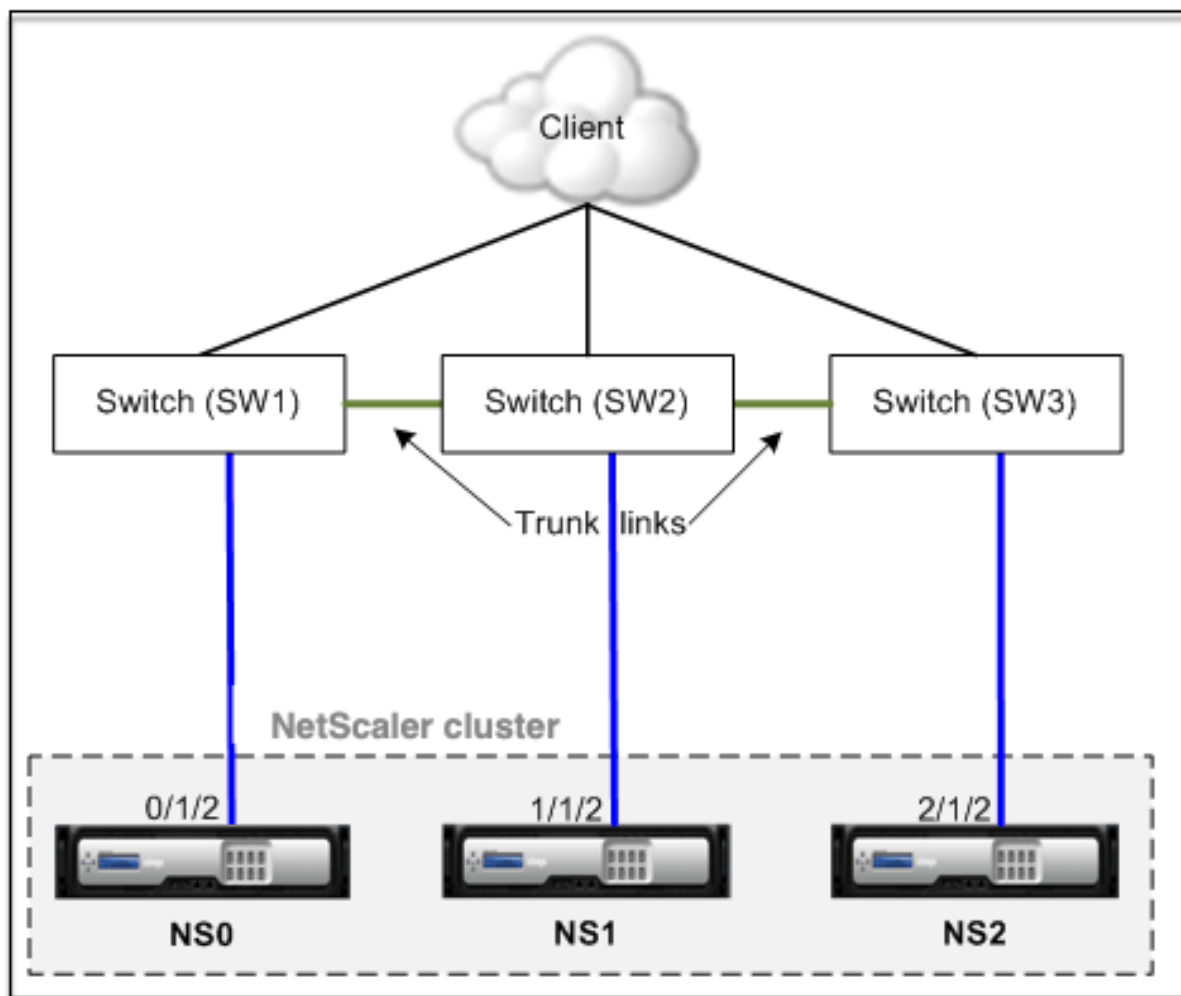 Client
Switch (SW1)
Switch (SW2)
Switch (SW3)
Trunk links
NetScaler cluster
0/1/2
1/1/2
2/1/2
NS0
NS1
NS2